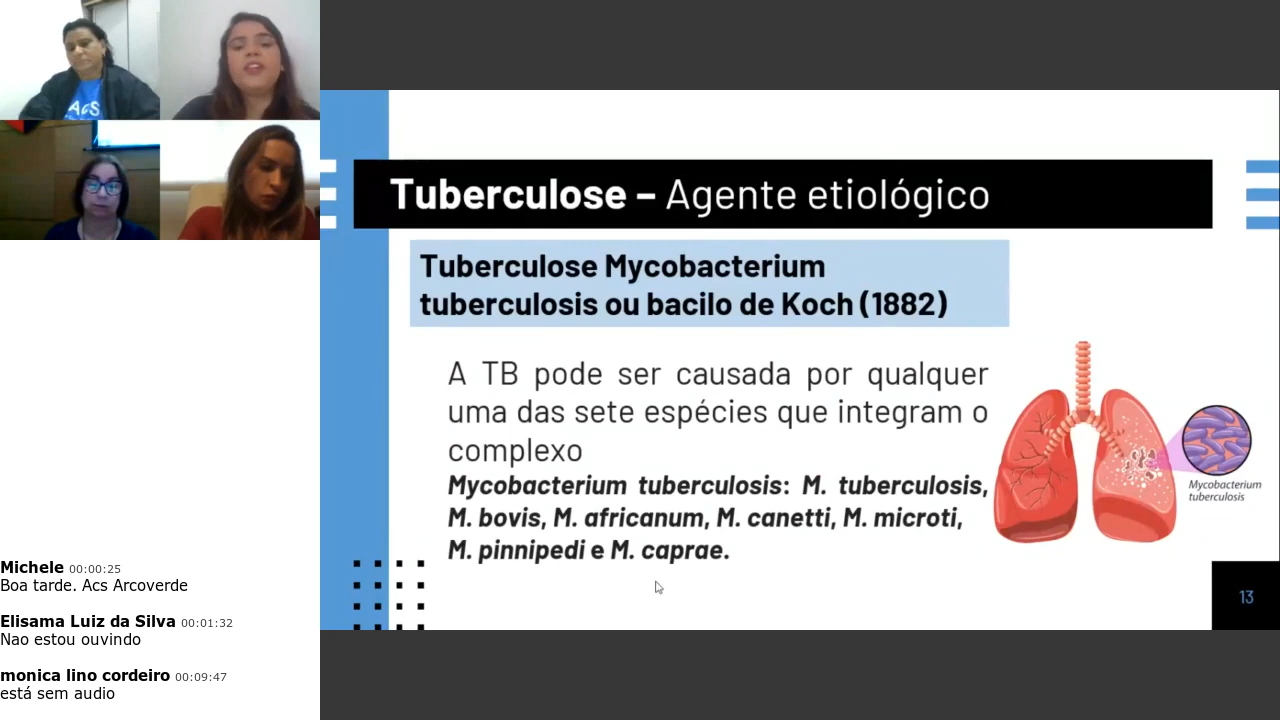 ACS
Tuberculose – Agente etiológico
Tuberculose Mycobacterium
tuberculosis ou bacilo de Koch (1882)
A TB pode ser causada por qualquer
uma das sete espécies que integram o
complexo
Mycobacterium tuberculosis: M. tuberculosis,
M. bovis, M. africanum, M. canetti, M. microti,
M. pinnipedi e M. caprae.
Mycobacterium
tuberculosis
13
Michele 00:00:25
Boa tarde. Acs Arcoverde
Elisama Luiz da Silva 00:01:32
Nao estou ouvindo
monica lino cordeiro 00:09:47
está sem audio